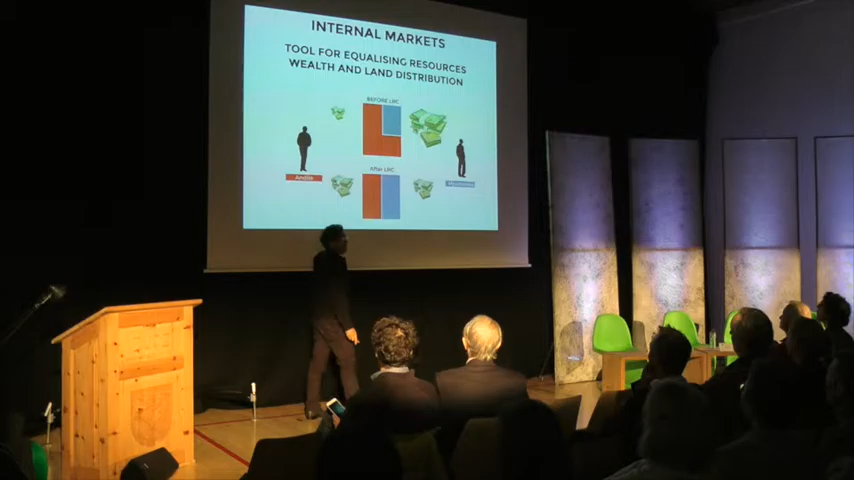 INTERNAL MARKETS
TOOL FOR EQUALISING RESOURCES
WEALTH AND LAND DISTRIBUTION
BEFORE LRC
After LRC